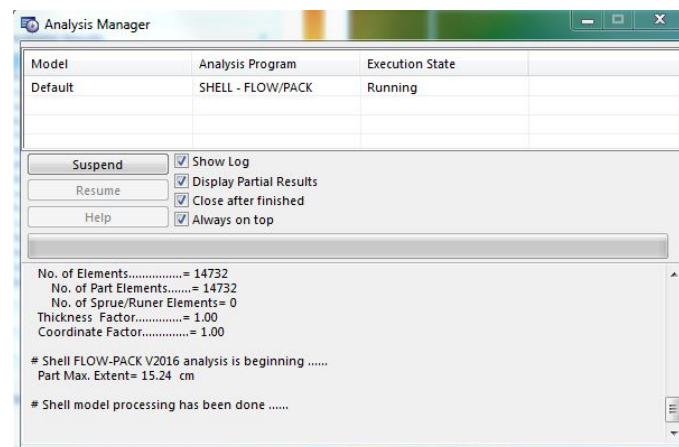 Analysis Manager
Model Analysis Program Execution State
Default SHELL - FLOW/PACK Running
Suspend Show Log
Resume Display Partial Results
Close after finished
Help Always on top
No. of Elements................= 14732
No. of Part Elements.......= 14732
No. of Sprue/Runer Elements= 0
Thickness Factor..............= 1.00
Coordinate Factor..............= 1.00
# Shell FLOW-PACK V2016 analysis is beginning ......
Part Max. Extent= 15.24 cm
# Shell model processing has been done ......